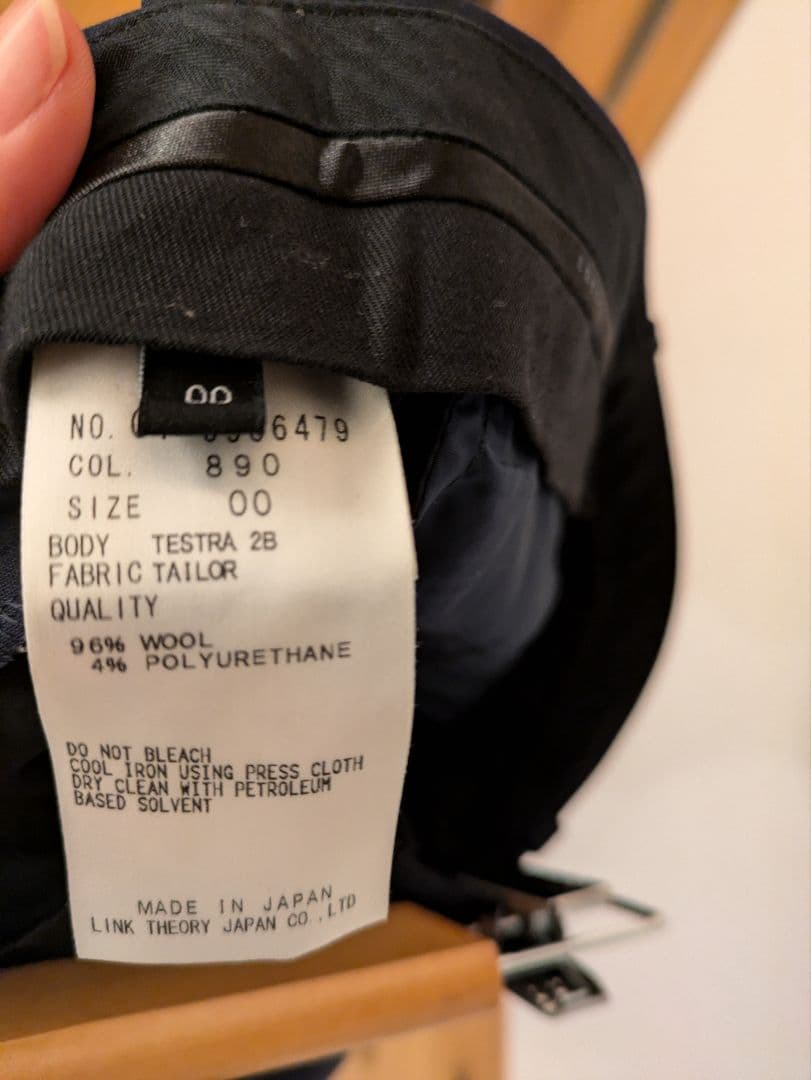 00
NO. 6479
COL. 890
SIZE 00
BODY TESTRA 2B
FABRIC TAILOR
QUALITY
96% WOOL
4% POLYURETHANE
DO NOT BLEACH
COOL IRON USING PRESS CLOTH
DRY CLEAN WITH PETROLEUM
BASED SOLVENT
MADE IN JAPAN
LINK THEORY JAPAN CO.,LTD